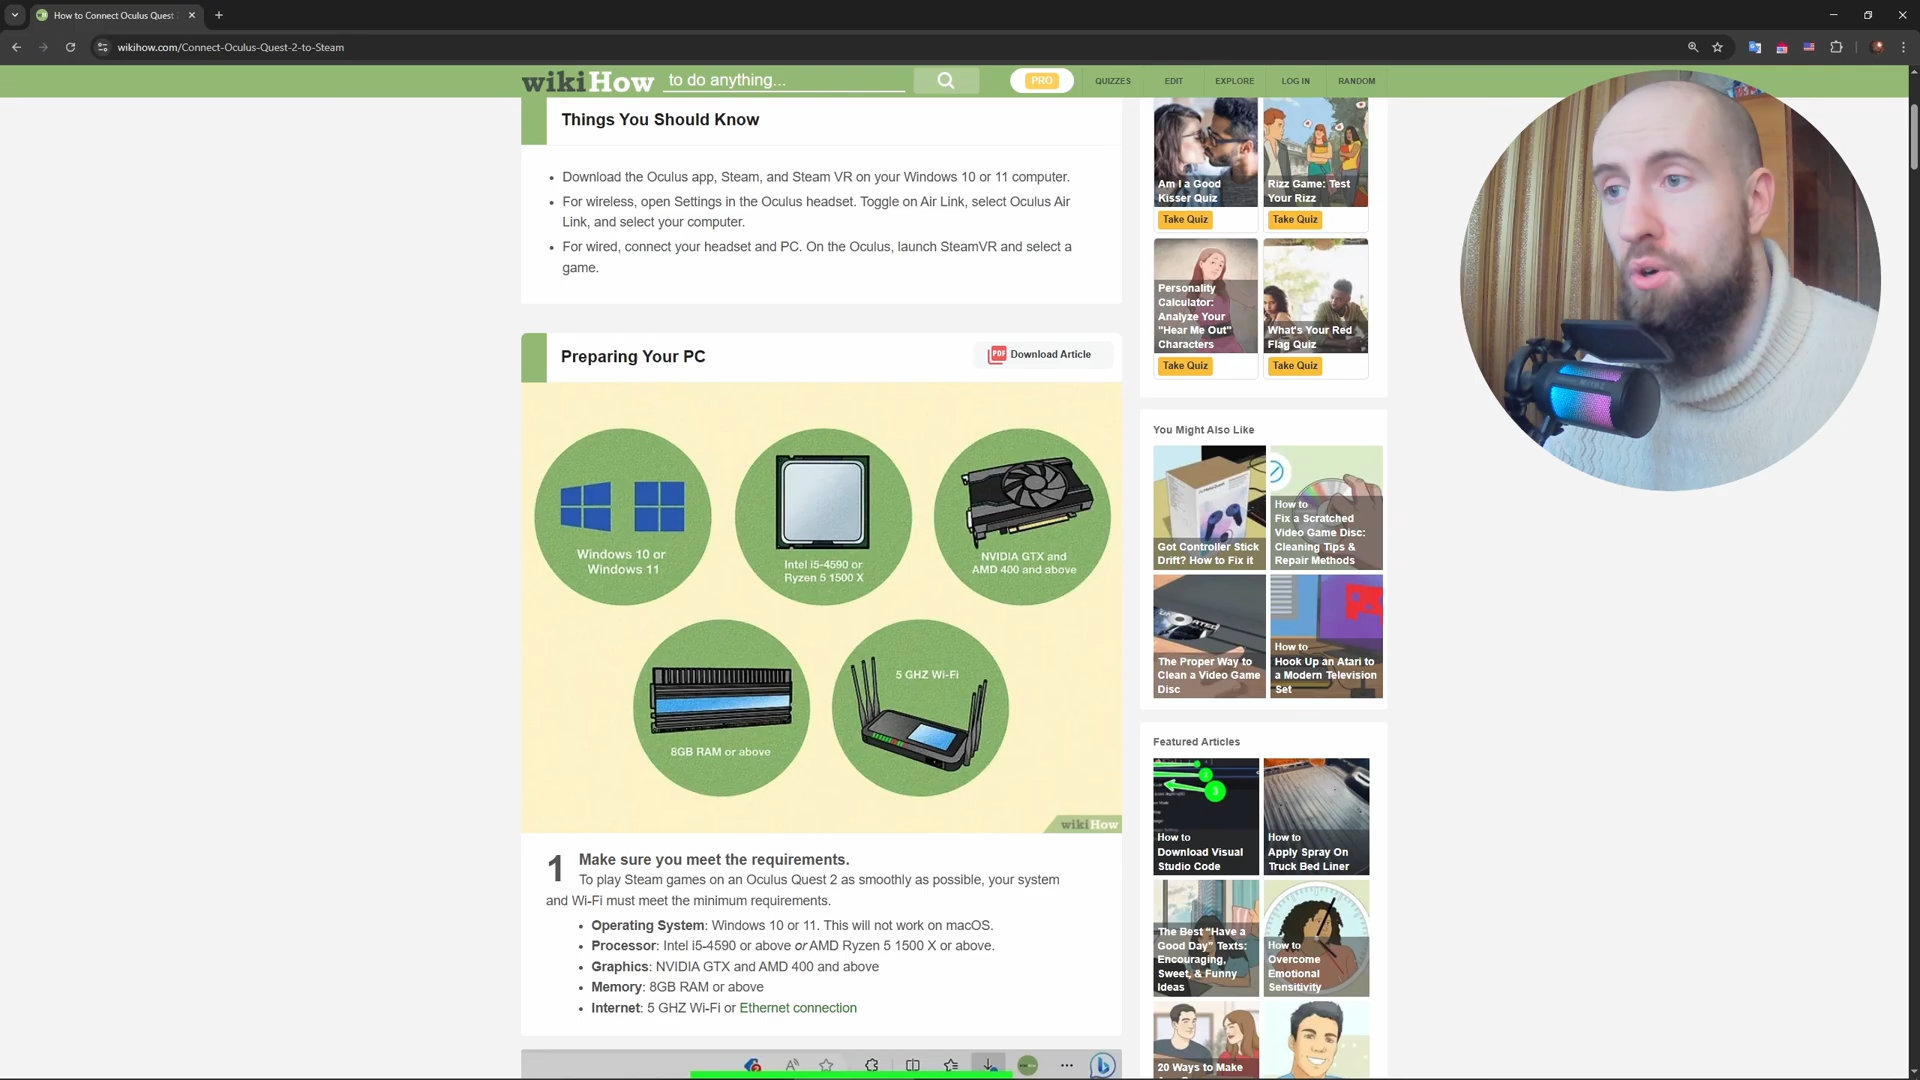 How to Connect Oculus Quest
wikihow.com/Connect-Oculus-Quest-2-to-Steam
wikiHow
to do anything...
PRO
QUIZZES
EDIT
EXPLORE
LOG IN
RANDOM
Things You Should Know
• Download the Oculus app, Steam, and Steam VR on your Windows 10 or 11 computer.
• For wireless, open Settings in the Oculus headset. Toggle on Air Link, select Oculus Air
Link, and select your computer.
• For wired, connect your headset and PC. On the Oculus, launch SteamVR and select a
game.
Preparing Your PC
PDF
Download Article
Windows 10 or
Windows 11
Intel i5-4590 or
Ryzen 5 1500 X
NVIDIA GTX and
AMD 400 and above
8GB RAM or above
5 GHZ Wi-Fi
wikiHow
1
Make sure you meet the requirements.
To play Steam games on an Oculus Quest 2 as smoothly as possible, your system
and Wi-Fi must meet the minimum requirements.
• Operating System: Windows 10 or 11. This will not work on macOS.
• Processor: Intel i5-4590 or above or AMD Ryzen 5 1500 X or above.
• Graphics: NVIDIA GTX and AMD 400 and above
• Memory: 8GB RAM or above
• Internet: 5 GHZ Wi-Fi or Ethernet connection
Am I a Good
Kisser Quiz
Take Quiz
Rizz Game: Test
Your Rizz
Take Quiz
Personality
Calculator:
Analyze Your
"Hear Me Out"
Characters
Take Quiz
What's Your Red
Flag Quiz
Take Quiz
You Might Also Like
Got Controller Stick
Drift? How to Fix it
How to
Fix a Scratched
Video Game Disc:
Cleaning Tips &
Repair Methods
The Proper Way to
Clean a Video Game
Disc
How to
Hook Up an Atari to
a Modern Television
Set
Featured Articles
How to
Download Visual
Studio Code
How to
Apply Spray On
Truck Bed Liner
The Best “Have a
Good Day” Texts:
Encouraging,
Sweet, & Funny
Ideas
How to
Overcome
Emotional
Sensitivity
20 Ways to Make